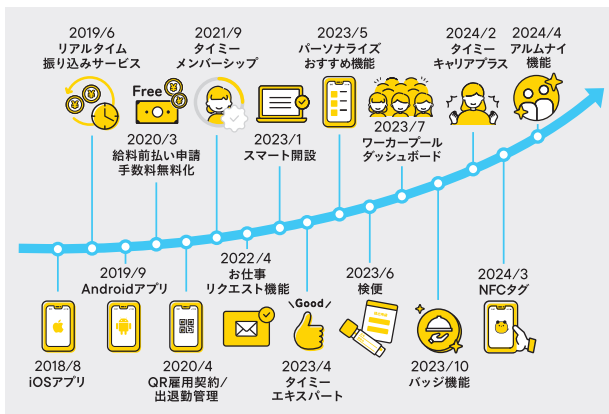 2019/6
リアルタイム
振り込みサービス
2021/9
タイミー
メンバーシップ
2023/5
パーソナライズ
おすすめ機能
2024/2
タイミー
キャリアプラス
2024/4
アルムナイ
機能
Free
2020/3
給料前払い申請
手数料無料化
2023/1
スマート開設
2023/7
ワーカープール
ダッシュボード
2018/8
iOSアプリ
2019/9
Androidアプリ
2020/4
QR雇用契約/
出退勤管理
2022/4
お仕事
リクエスト機能
Good
2023/4
タイミー
エキスパート
2023/6
検便
2023/10
バッジ機能
2024/3
NFCタグ